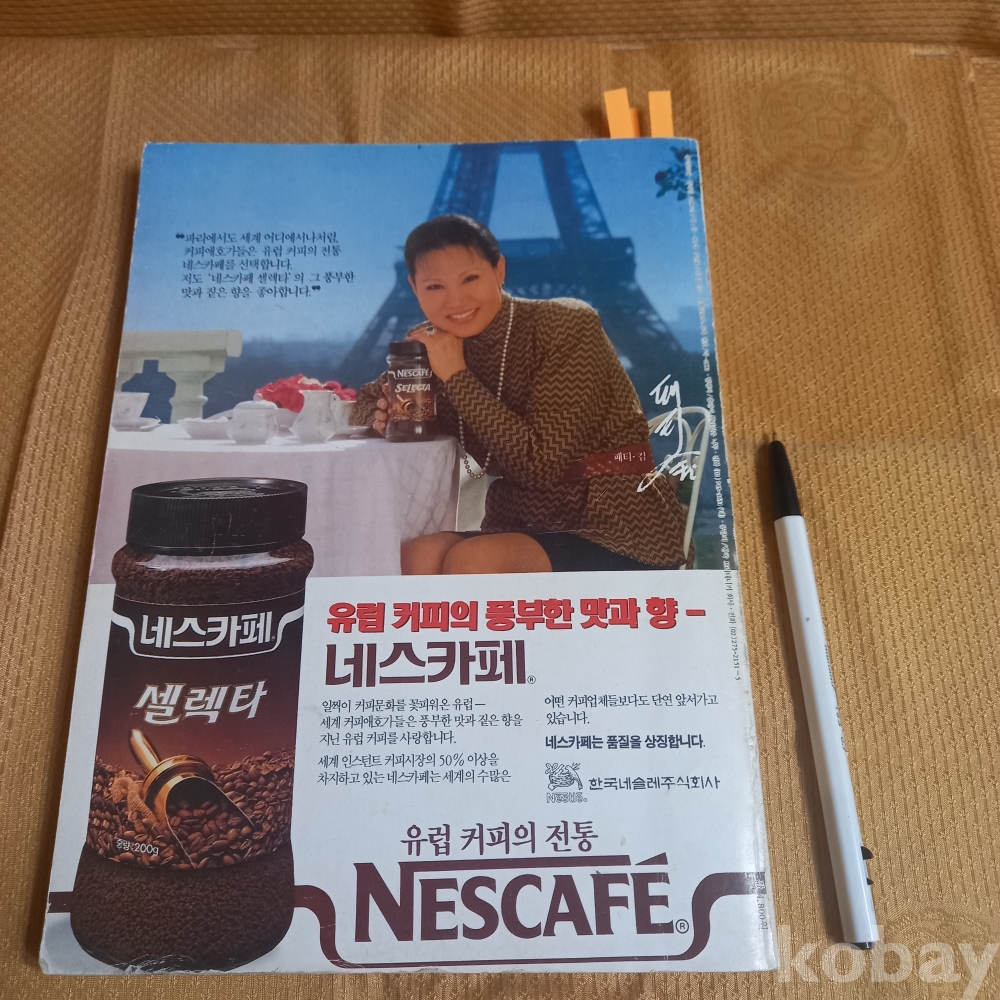 ❝파리에서도 세계 어디에서나처럼,
커피애호가들은 유럽 커피의 전통
네스카페를 선택합니다.
저도 '네스카페 셀렉타'의 그 풍부한
맛과 짙은 향을 좋아합니다.❞
NESCAFÉ
SELECTA
패티 김
패티·김
네스카페
셀렉타
중량:200g
유럽 커피의 풍부한 맛과 향 –
네스카페®
일찍이 커피문화를 꽃피워온 유럽—
세계 커피애호가들은 풍부한 맛과 짙은 향을
지닌 유럽 커피를 사랑합니다.
세계 인스턴트 커피시장의 50% 이상을
차지하고 있는 네스카페는 세계의 수많은
어떤 커피업체들보다도 단연 앞서가고
있습니다.
네스카페는 품질을 상징합니다.
Nestlé®
한국네슬레주식회사
유럽 커피의 전통
NESCAFÉ®
kobay